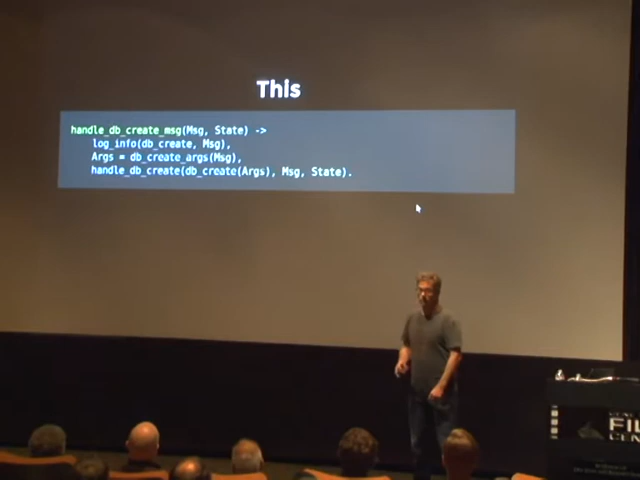 This
handle_db_create_msg(Msg, State) ->
log_info(db_create, Msg),
Args = db_create_args(Msg),
handle_db_create(db_create(Args), Msg, State).